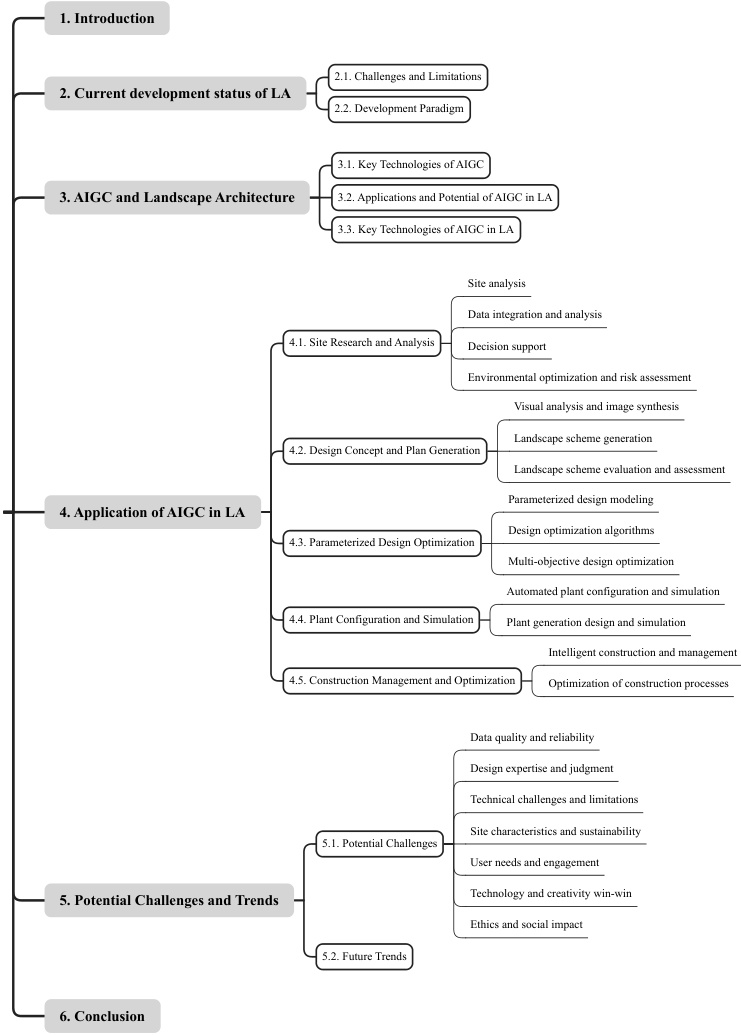 1. Introduction
2. Current development status of LA
2.1. Challenges and Limitations
2.2. Development Paradigm
3. AIGC and Landscape Architecture
3.1. Key Technologies of AIGC
3.2. Applications and Potential of AIGC in LA
3.3. Key Technologies of AIGC in LA
4. Application of AIGC in LA
4.1. Site Research and Analysis
Site analysis
Data integration and analysis
Decision support
Environmental optimization and risk assessment
4.2. Design Concept and Plan Generation
Visual analysis and image synthesis
Landscape scheme generation
Landscape scheme evaluation and assessment
4.3. Parameterized Design Optimization
Parameterized design modeling
Design optimization algorithms
Multi-objective design optimization
4.4. Plant Configuration and Simulation
Automated plant configuration and simulation
Plant generation design and simulation
4.5. Construction Management and Optimization
Intelligent construction and management
Optimization of construction processes
5. Potential Challenges and Trends
5.1. Potential Challenges
Data quality and reliability
Design expertise and judgment
Technical challenges and limitations
Site characteristics and sustainability
User needs and engagement
Technology and creativity win-win
Ethics and social impact
5.2. Future Trends
6. Conclusion